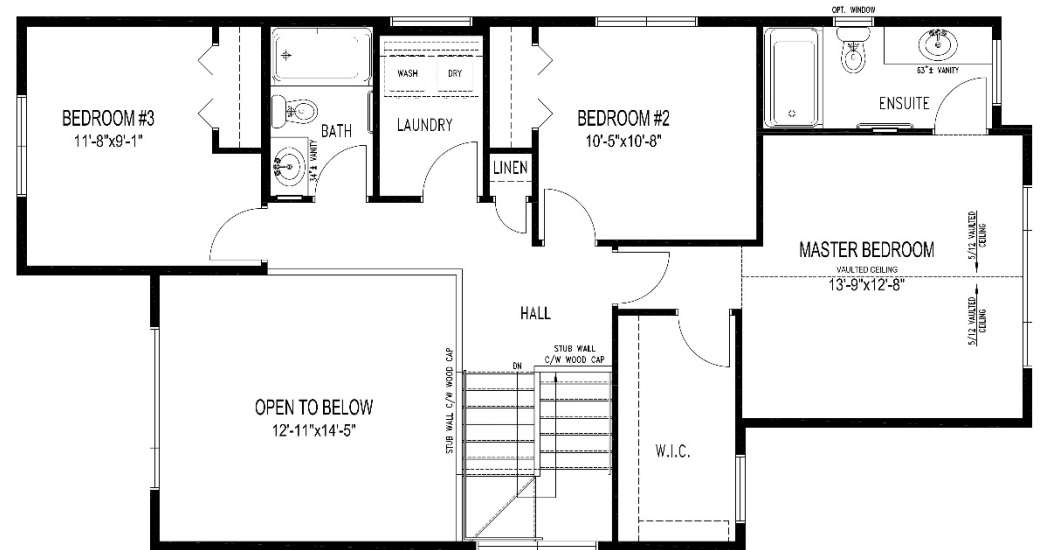 OPT. WINDOW
WASH
DRY
63"± VANITY
BEDROOM #3
11'-8"x9'-1"
BATH
LAUNDRY
BEDROOM #2
10'-5"x10'-8"
ENSUITE
34"± VANITY
LINEN
MASTER BEDROOM
VAULTED CEILING
13'-9"x12'-8"
5/12 VAULTED
CEILING
5/12 VAULTED
CEILING
HALL
STUB WALL
C/W WOOD CAP
DN
STUB WALL C/W WOOD CAP
OPEN TO BELOW
12'-11"x14'-5"
W.I.C.